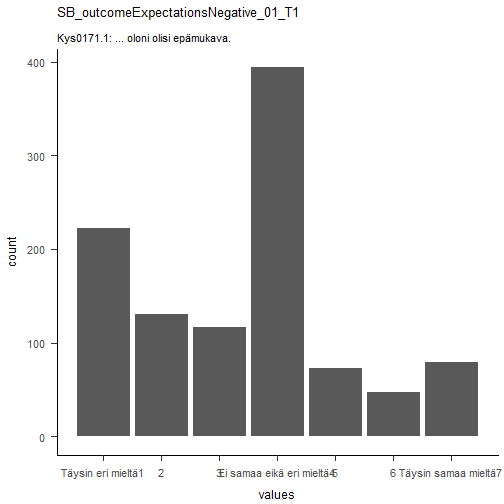 SB_outcomeExpectationsNegative_01_T1
Kys0171.1: ... oloni olisi epämukava.
400
300
200
100
0
count
Täysin eri mieltä1 2 3 Ei samaa eikä eri mieltä4 5 6 Täysin samaa mieltä7
values